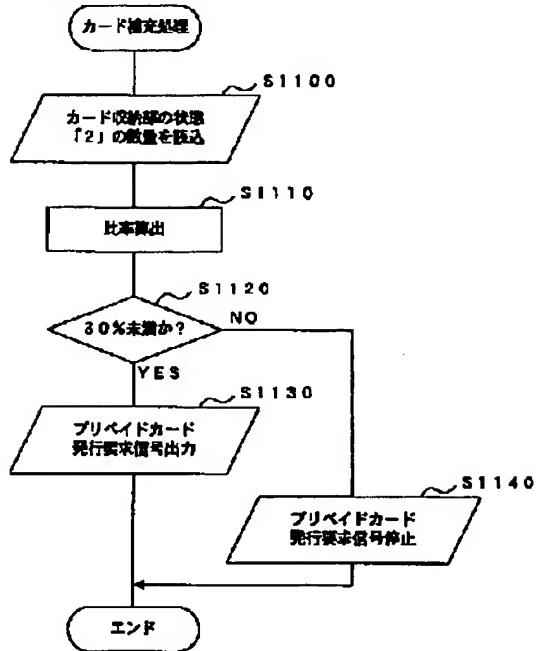 カード補充処理
S1100
カード収納部の状態
「2」の数量を読込
S1110
比率算出
S1120
30%未満か?
NO
YES
S1130
プリペイドカード
発行要求信号出力
S1140
プリペイドカード
発行要求信号停止
エンド